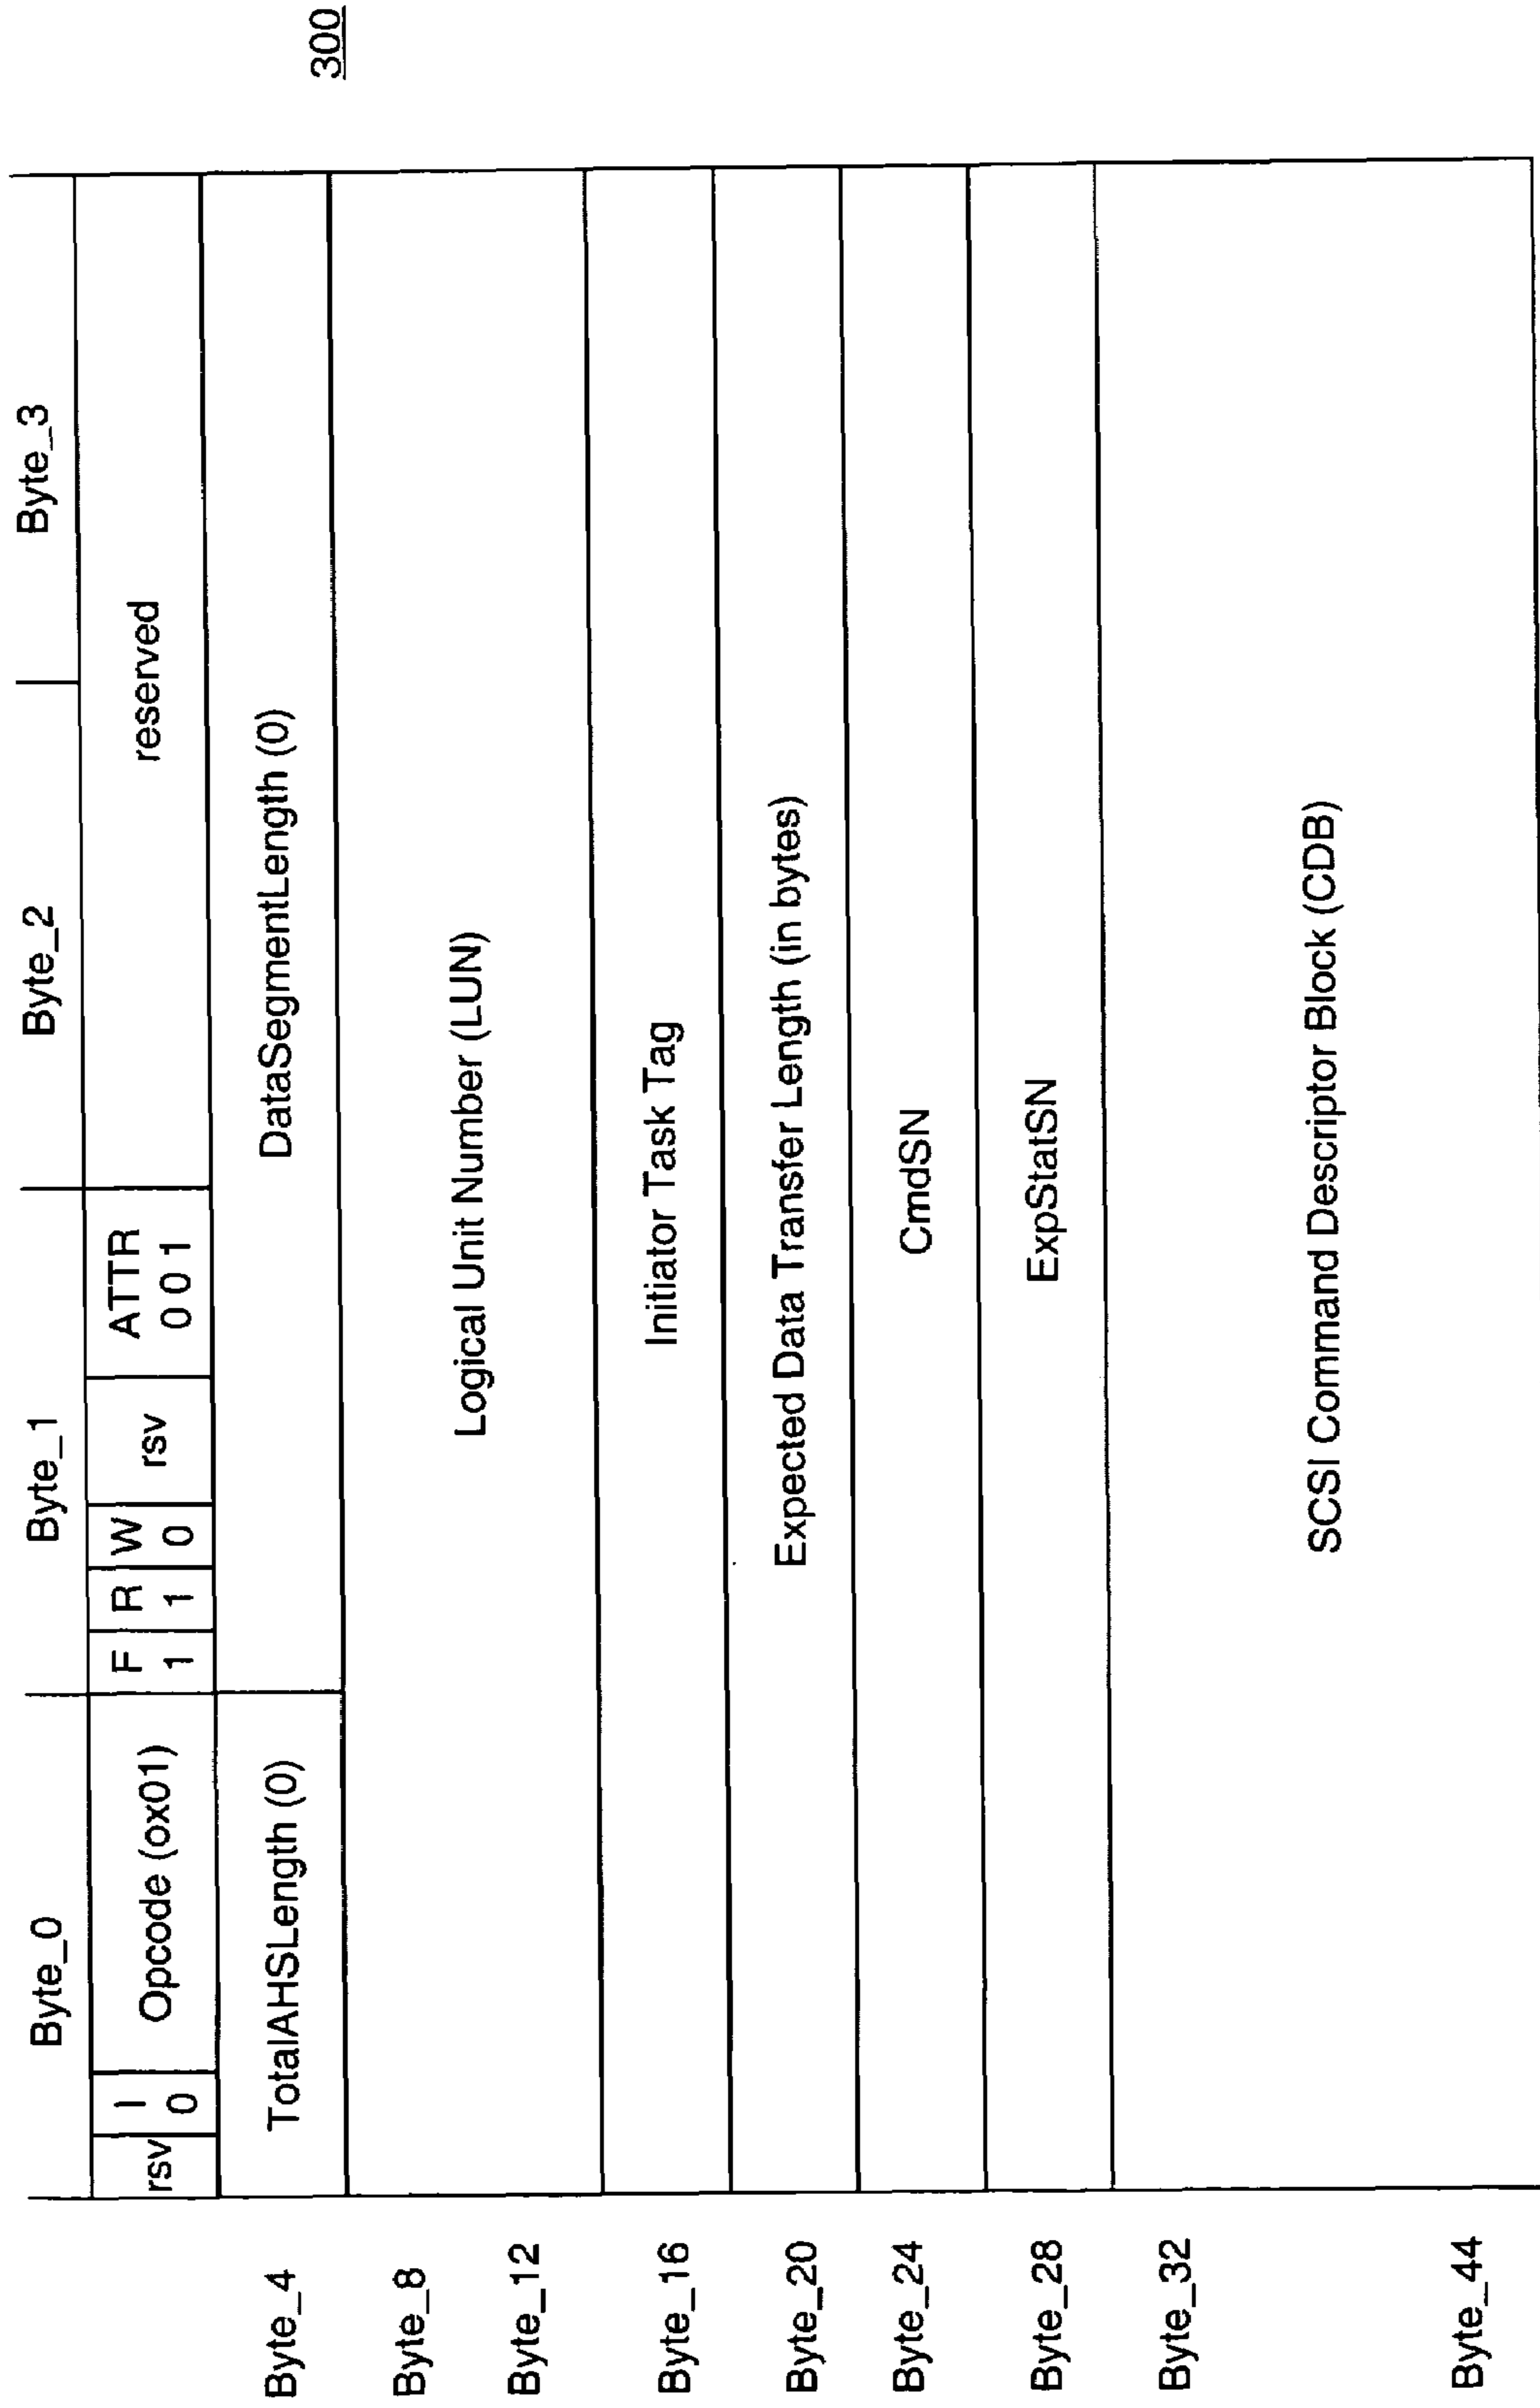 300
Byte_0 Byte_1 Byte_2 Byte_3
rsv I Opcode (ox01) F R W rsv ATTR reserved
0 1 1 0 0 0 1
Byte_4 TotalAHSLength (0) DataSegmentLength (0)
Byte_8
Logical Unit Number (LUN)
Byte_12
Byte_16 Initiator Task Tag
Byte_20 Expected Data Transfer Length (in bytes)
Byte_24 CmdSN
Byte_28 ExpStatSN
Byte_32
SCSI Command Descriptor Block (CDB)
Byte_44